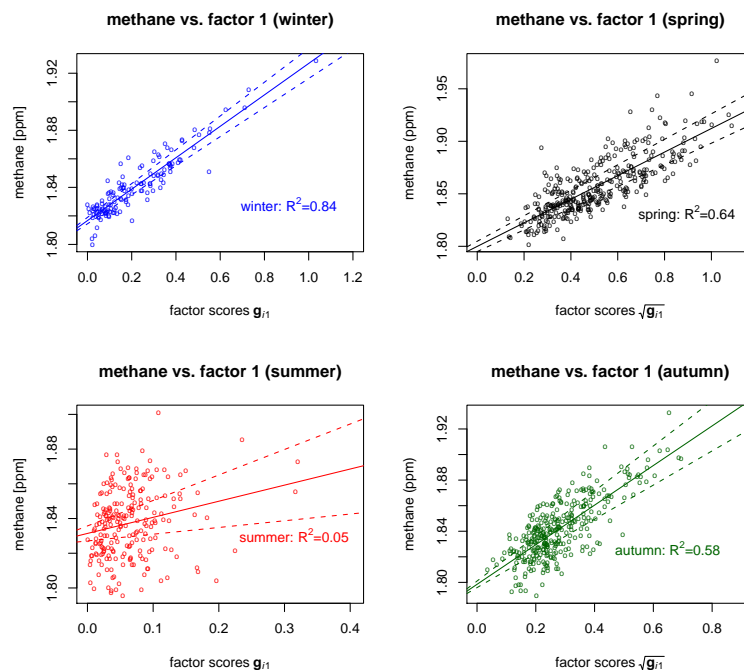 methane vs. factor 1 (winter)
methane [ppm]
1.80 1.84 1.88 1.92
winter: R²=0.84
0.0 0.2 0.4 0.6 0.8 1.0 1.2
factor scores gᵢ₁
methane vs. factor 1 (spring)
methane (ppm)
1.80 1.85 1.90 1.95
spring: R²=0.64
0.0 0.2 0.4 0.6 0.8 1.0
factor scores √gᵢ₁
methane vs. factor 1 (summer)
methane [ppm]
1.80 1.84 1.88
summer: R²=0.05
0.0 0.1 0.2 0.3 0.4
factor scores gᵢ₁
methane vs. factor 1 (autumn)
methane (ppm)
1.80 1.84 1.88 1.92
autumn: R²=0.58
0.0 0.2 0.4 0.6 0.8
factor scores √gᵢ₁